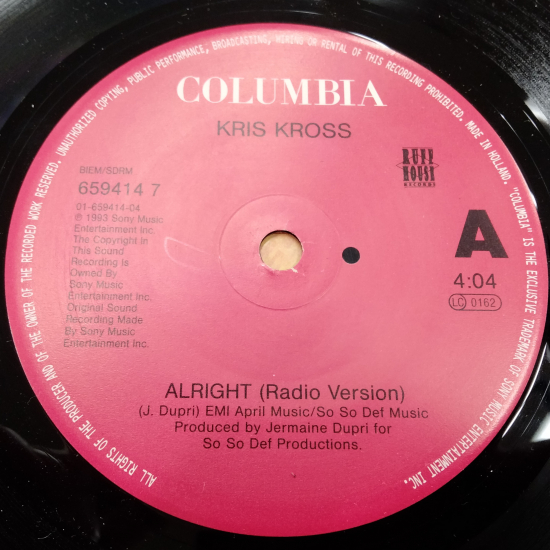 ALL RIGHTS OF THE PRODUCER AND OF THE OWNER OF THE RECORDED WORK RESERVED. UNAUTHORIZED COPYING, PUBLIC PERFORMANCE, BROADCASTING, HIRING OR RENTAL OF THIS RECORDING PROHIBITED. MADE IN HOLLAND. "COLUMBIA" IS THE EXCLUSIVE TRADEMARK OF SONY MUSIC ENTERTAINMENT INC.
COLUMBIA
KRIS KROSS
RUFF
HOUSE
RECORDS
BIEM/SDRM
659414 7
01-659414-04
℗ 1993 Sony Music
Entertainment Inc.
The Copyright in
This Sound
Recording is
Owned By
Sony Music
Entertainment Inc.
Original Sound
Recording Made
By Sony Music
Entertainment Inc.
A
4:04
LC 0162
ALRIGHT (Radio Version)
(J. Dupri) EMI April Music/So So Def Music
Produced by Jermaine Dupri for
So So Def Productions.